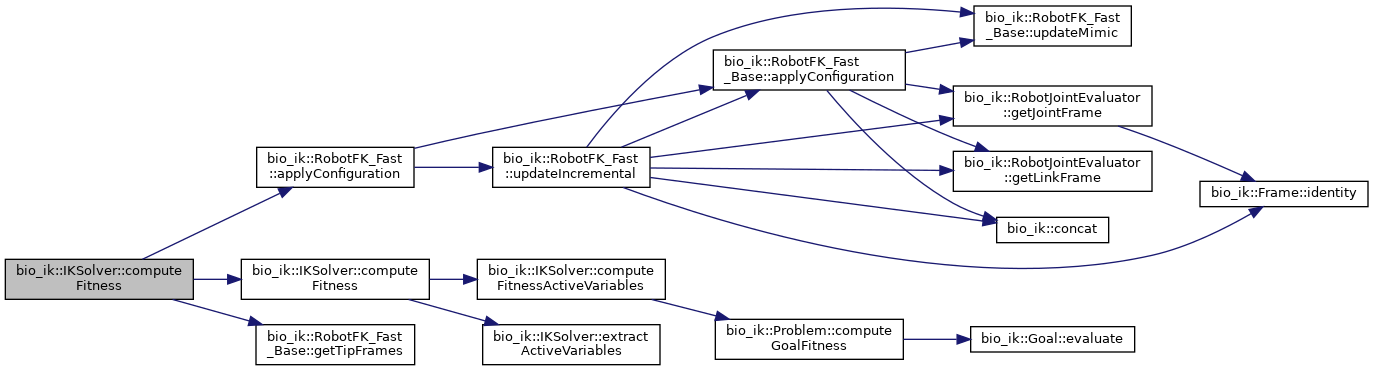 bio_ik::IKSolver::compute
Fitness
bio_ik::RobotFK_Fast
::applyConfiguration
bio_ik::IKSolver::compute
Fitness
bio_ik::RobotFK_Fast
_Base::getTipFrames
bio_ik::RobotFK_Fast
::updateIncremental
bio_ik::IKSolver::compute
FitnessActiveVariables
bio_ik::IKSolver::extract
ActiveVariables
bio_ik::RobotFK_Fast
_Base::applyConfiguration
bio_ik::Problem::compute
GoalFitness
bio_ik::RobotFK_Fast
_Base::updateMimic
bio_ik::RobotJointEvaluator
::getJointFrame
bio_ik::RobotJointEvaluator
::getLinkFrame
bio_ik::concat
bio_ik::Goal::evaluate
bio_ik::Frame::identity